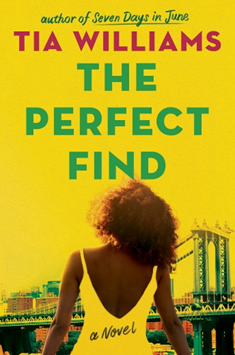 author of Seven Days in June
TIA WILLIAMS
THE
PERFECT
FIND
a Novel